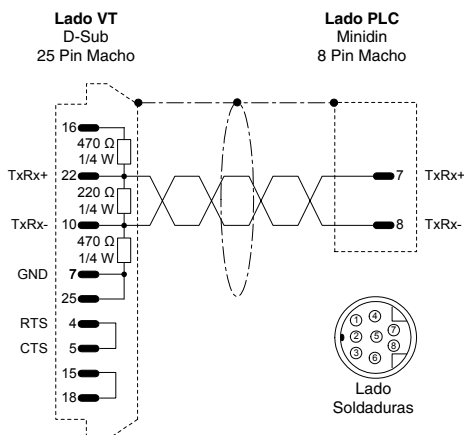 Lado VT
D-Sub
25 Pin Macho
Lado PLC
Minidin
8 Pin Macho
16
470 Ω
1/4 W
TxRx+ 22
7 TxRx+
220 Ω
1/4 W
TxRx- 10
8 TxRx-
470 Ω
1/4 W
GND 7
25
RTS 4
CTS 5
15
18
1 4
7
2 5
8
3 6
Lado
Soldaduras